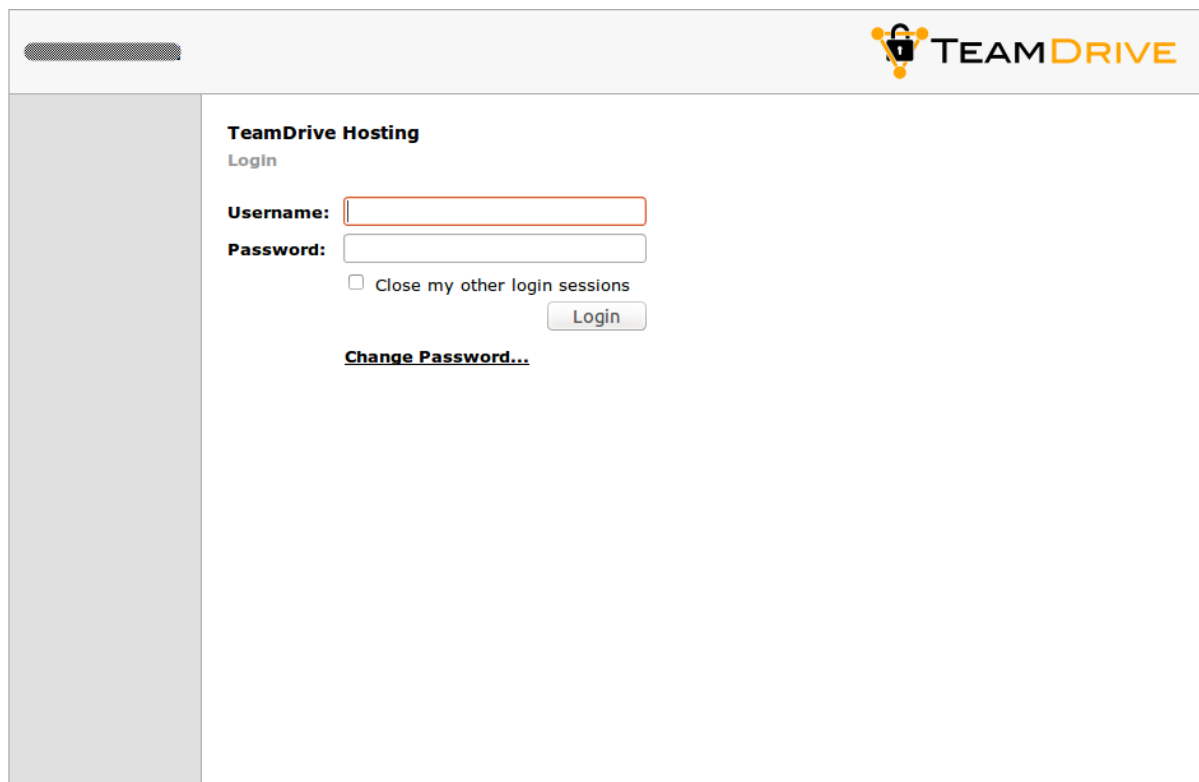 TEAMDRIVE
TeamDrive Hosting
Login
Username:
Password:
Close my other login sessions
Login
Change Password...